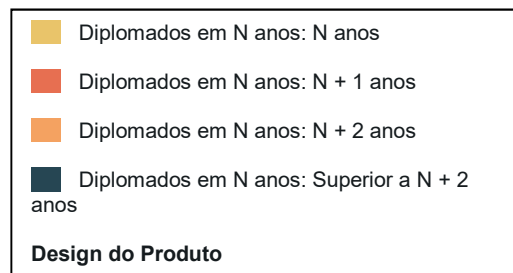 Diplomados em N anos: N anos
Diplomados em N anos: N + 1 anos
Diplomados em N anos: N + 2 anos
Diplomados em N anos: Superior a N + 2
anos
Design do Produto